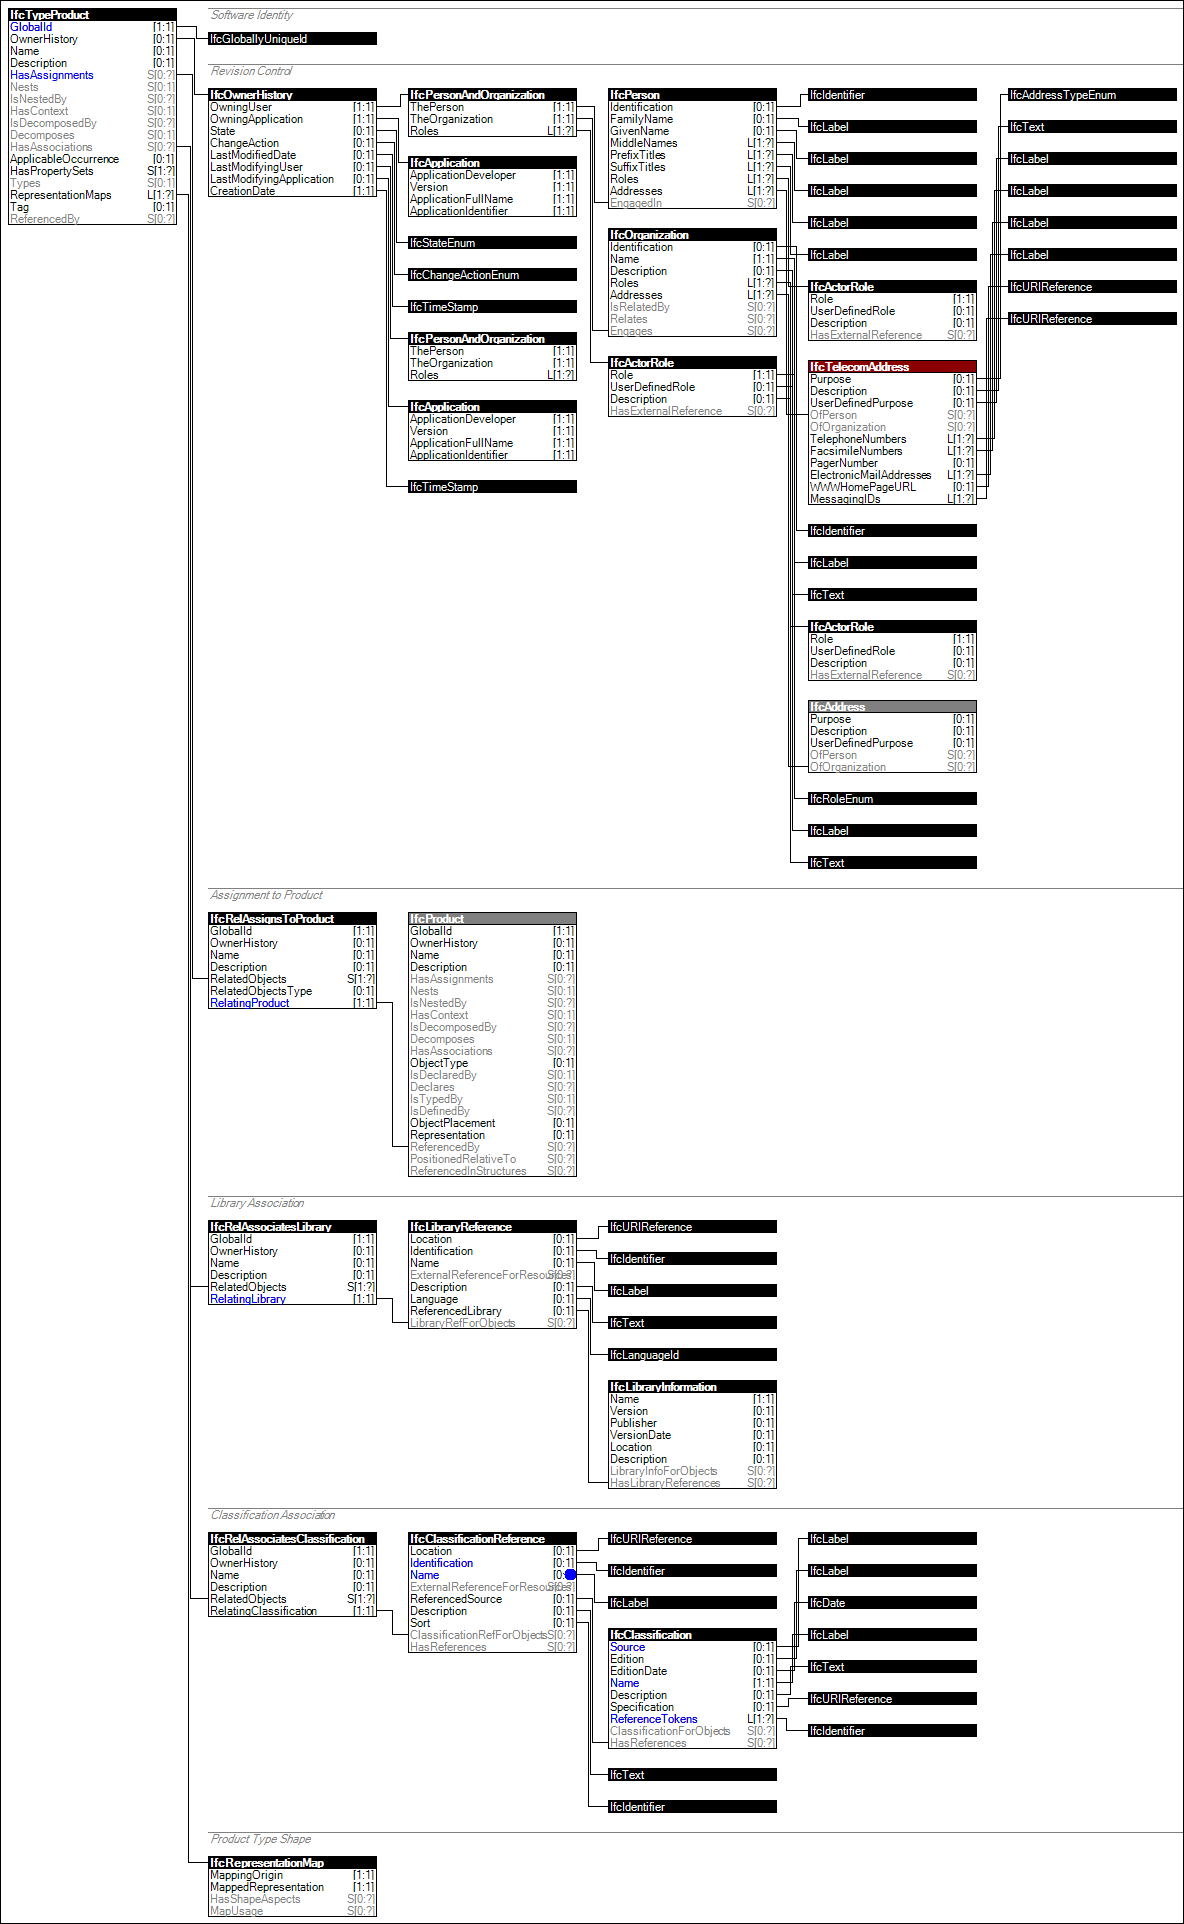 IfcTypeProduct
GlobalId [1:1]
OwnerHistory [0:1]
Name [0:1]
Description [0:1]
HasAssignments S[0:?]
Nests S[0:1]
IsNestedBy S[0:?]
HasContext S[0:1]
IsDecomposedBy S[0:?]
Decomposes S[0:1]
HasAssociations S[0:?]
ApplicableOccurrence [0:1]
HasPropertySets S[1:?]
Types S[0:1]
RepresentationMaps L[1:?]
Tag [0:1]
ReferencedBy S[0:?]
Software Identity
IfcGloballyUniqueId
Revision Control
IfcOwnerHistory
OwningUser [1:1]
OwningApplication [1:1]
State [0:1]
ChangeAction [0:1]
LastModifiedDate [0:1]
LastModifyingUser [0:1]
LastModifyingApplication [0:1]
CreationDate [1:1]
IfcPersonAndOrganization
ThePerson [1:1]
TheOrganization [1:1]
Roles L[1:?]
IfcApplication
ApplicationDeveloper [1:1]
Version [1:1]
ApplicationFullName [1:1]
ApplicationIdentifier [1:1]
IfcStateEnum
IfcChangeActionEnum
IfcTimeStamp
IfcPersonAndOrganization
ThePerson [1:1]
TheOrganization [1:1]
Roles L[1:?]
IfcApplication
ApplicationDeveloper [1:1]
Version [1:1]
ApplicationFullName [1:1]
ApplicationIdentifier [1:1]
IfcTimeStamp
IfcPerson
Identification [0:1]
FamilyName [0:1]
GivenName [0:1]
MiddleNames L[1:?]
PrefixTitles L[1:?]
SuffixTitles L[1:?]
Roles L[1:?]
Addresses L[1:?]
EngagedIn S[0:?]
IfcOrganization
Identification [0:1]
Name [1:1]
Description [0:1]
Roles L[1:?]
Addresses L[1:?]
IsRelatedBy S[0:?]
Relates S[0:?]
Engages S[0:?]
IfcActorRole
Role [1:1]
UserDefinedRole [0:1]
Description [0:1]
HasExternalReference S[0:?]
IfcIdentifier
IfcLabel
IfcLabel
IfcLabel
IfcLabel
IfcLabel
IfcActorRole
Role [1:1]
UserDefinedRole [0:1]
Description [0:1]
HasExternalReference S[0:?]
IfcTelecomAddress
Purpose [0:1]
Description [0:1]
UserDefinedPurpose [0:1]
OfPerson S[0:?]
OfOrganization S[0:?]
TelephoneNumbers L[1:?]
FacsimileNumbers L[1:?]
PagerNumber [0:1]
ElectronicMailAddresses L[1:?]
WWWHomePageURL [0:1]
MessagingIDs L[1:?]
IfcIdentifier
IfcLabel
IfcText
IfcActorRole
Role [1:1]
UserDefinedRole [0:1]
Description [0:1]
HasExternalReference S[0:?]
IfcAddress
Purpose [0:1]
Description [0:1]
UserDefinedPurpose [0:1]
OfPerson S[0:?]
OfOrganization S[0:?]
IfcRoleEnum
IfcLabel
IfcText
IfcAddressTypeEnum
IfcText
IfcLabel
IfcLabel
IfcLabel
IfcLabel
IfcURIReference
IfcURIReference
Assignment to Product
IfcRelAssignsToProduct
GlobalId [1:1]
OwnerHistory [0:1]
Name [0:1]
Description [0:1]
RelatedObjects S[1:?]
RelatedObjectsType [0:1]
RelatingProduct [1:1]
IfcProduct
GlobalId [1:1]
OwnerHistory [0:1]
Name [0:1]
Description [0:1]
HasAssignments S[0:?]
Nests S[0:1]
IsNestedBy S[0:?]
HasContext S[0:1]
IsDecomposedBy S[0:?]
Decomposes S[0:1]
HasAssociations S[0:?]
ObjectType [0:1]
IsDeclaredBy S[0:1]
Declares S[0:?]
IsTypedBy S[0:1]
IsDefinedBy S[0:?]
ObjectPlacement [0:1]
Representation [0:1]
ReferencedBy S[0:?]
PositionedRelativeTo S[0:?]
ReferencedInStructures S[0:?]
Library Association
IfcRelAssociatesLibrary
GlobalId [1:1]
OwnerHistory [0:1]
Name [0:1]
Description [0:1]
RelatedObjects S[1:?]
RelatingLibrary [1:1]
IfcLibraryReference
Location [0:1]
Identification [0:1]
Name [0:1]
ExternalReferenceForResources S[0:?]
Description [0:1]
Language [0:1]
ReferencedLibrary [0:1]
LibraryRefForObjects S[0:?]
IfcURIReference
IfcIdentifier
IfcLabel
IfcText
IfcLanguageId
IfcLibraryInformation
Name [1:1]
Version [0:1]
Publisher [0:1]
VersionDate [0:1]
Location [0:1]
Description [0:1]
LibraryInfoForObjects S[0:?]
HasLibraryReferences S[0:?]
Classification Association
IfcRelAssociatesClassification
GlobalId [1:1]
OwnerHistory [0:1]
Name [0:1]
Description [0:1]
RelatedObjects S[1:?]
RelatingClassification [1:1]
IfcClassificationReference
Location [0:1]
Identification [0:1]
Name
ExternalReferenceForResources S[0:?]
ReferencedSource [0:1]
Description [0:1]
Sort [0:1]
ClassificationRefForObjects S[0:?]
HasReferences S[0:?]
IfcURIReference
IfcIdentifier
IfcLabel
IfcClassification
Source [0:1]
Edition [0:1]
EditionDate [0:1]
Name [1:1]
Description [0:1]
Specification [0:1]
ReferenceTokens L[1:?]
ClassificationForObjects S[0:?]
HasReferences S[0:?]
IfcText
IfcIdentifier
IfcLabel
IfcLabel
IfcDate
IfcLabel
IfcText
IfcURIReference
IfcIdentifier
Product Type Shape
IfcRepresentationMap
MappingOrigin [1:1]
MappedRepresentation [1:1]
HasShapeAspects S[0:?]
MapUsage S[0:?]